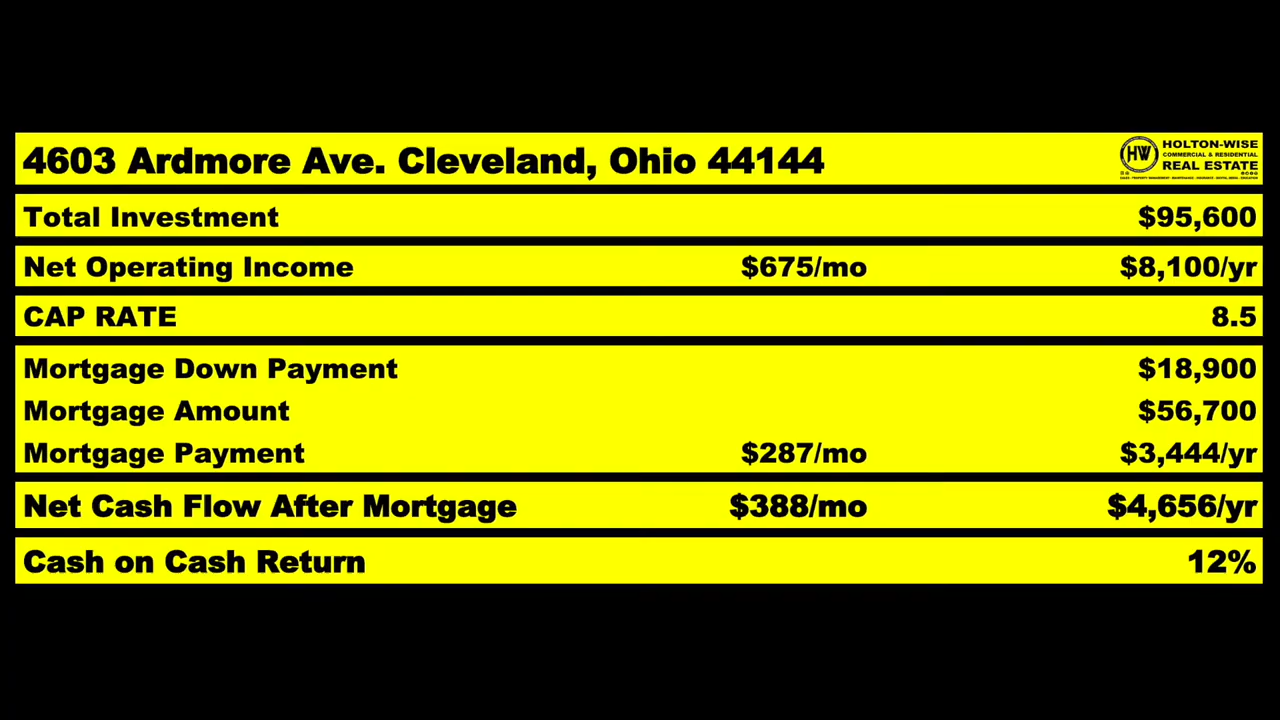 4603 Ardmore Ave. Cleveland, Ohio 44144
HW
HOLTON-WISE
COMMERCIAL & RESIDENTIAL
REAL ESTATE
Total Investment $95,600
Net Operating Income $675/mo $8,100/yr
CAP RATE 8.5
Mortgage Down Payment $18,900
Mortgage Amount $56,700
Mortgage Payment $287/mo $3,444/yr
Net Cash Flow After Mortgage $388/mo $4,656/yr
Cash on Cash Return 12%